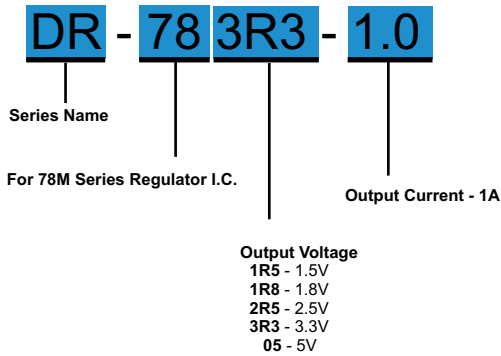 DR - 78 3R3 - 1.0
Series Name
For 78M Series Regulator I.C.
Output Current - 1A
Output Voltage
1R5 - 1.5V
1R8 - 1.8V
2R5 - 2.5V
3R3 - 3.3V
05 - 5V